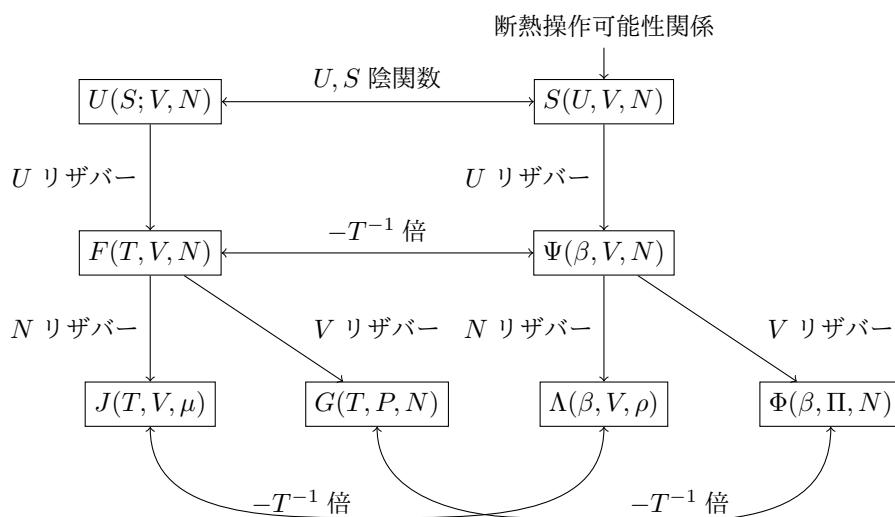 断熱操作可能性関係
U, S 陰関数
U(S; V, N)
S(U, V, N)
U リザバー
U リザバー
−T⁻¹ 倍
F(T, V, N)
Ψ(β, V, N)
N リザバー
V リザバー
N リザバー
V リザバー
J(T, V, μ)
G(T, P, N)
Λ(β, V, ρ)
Φ(β, Π, N)
−T⁻¹ 倍
−T⁻¹ 倍